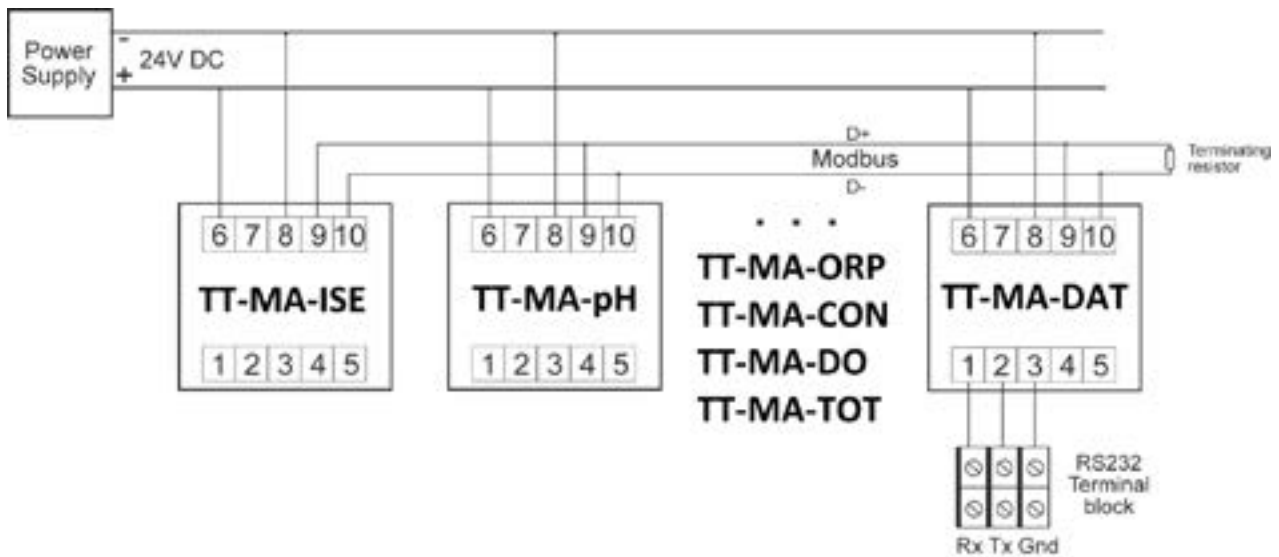 Power
Supply
-
+
24V DC
D+
Modbus
D-
Terminating
resistor
6 7 8 9 10
TT-MA-ISE
1 2 3 4 5
6 7 8 9 10
TT-MA-pH
1 2 3 4 5
. . .
TT-MA-ORP
TT-MA-CON
TT-MA-DO
TT-MA-TOT
6 7 8 9 10
TT-MA-DAT
1 2 3 4 5
RS232
Terminal
block
Rx Tx Gnd